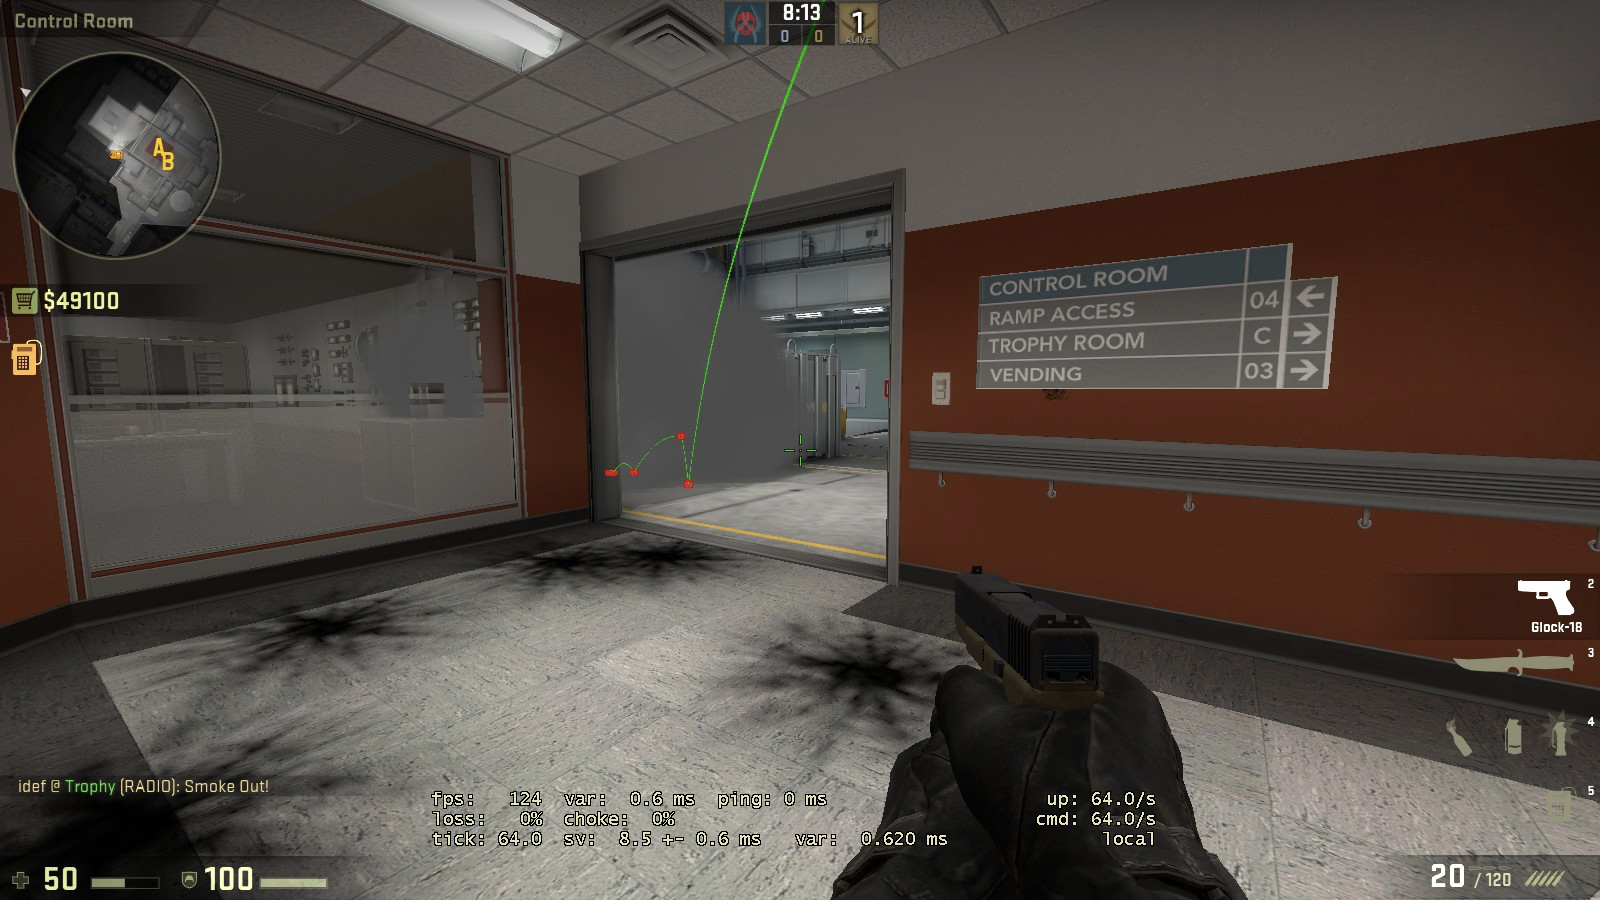 Control Room
8:13
0 0
1
ALIVE
A
B
$49100
CONTROL ROOM
RAMP ACCESS 04
TROPHY ROOM C
VENDING 03
2
Glock-18
3
4
5
idef @ Trophy (RADIO): Smoke Out!
fps: 124 var: 0.6 ms ping: 0 ms up: 64.0/s
loss: 0% choke: 0% cmd: 64.0/s
tick: 64.0 sv: 8.5 +- 0.6 ms var: 0.620 ms local
50 100
20 / 120